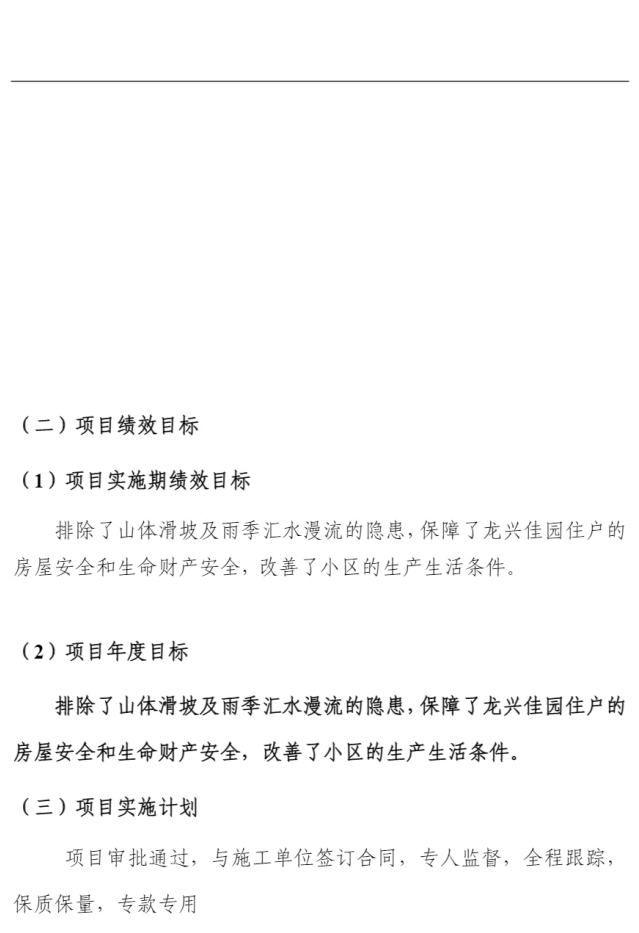 （二）项目绩效目标
（1）项目实施期绩效目标
排除了山体滑坡及雨季汇水漫流的隐患，保障了龙兴佳园住户的
房屋安全和生命财产安全，改善了小区的生产生活条件。
（2）项目年度目标
排除了山体滑坡及雨季汇水漫流的隐患，保障了龙兴佳园住户的
房屋安全和生命财产安全，改善了小区的生产生活条件。
（三）项目实施计划
项目审批通过，与施工单位签订合同，专人监督，全程跟踪，
保质保量，专款专用